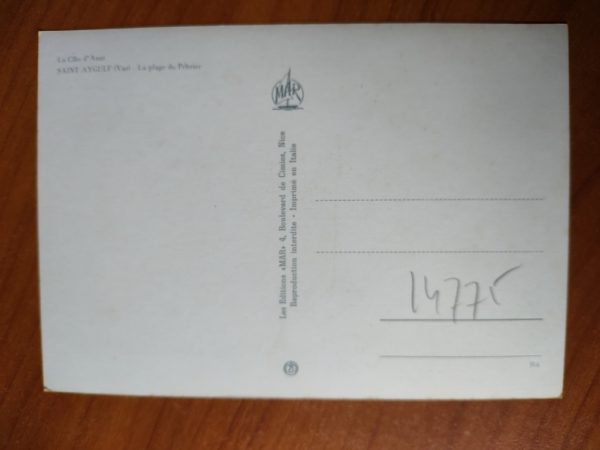 La Côte d'Azur
SAINT-AYGULF (Var) - La plage du
MAR
Les Editions «MAR» 4, Boulevard de Cimiez, Nice
Reproduction interdite - Imprimé en Italie
14775